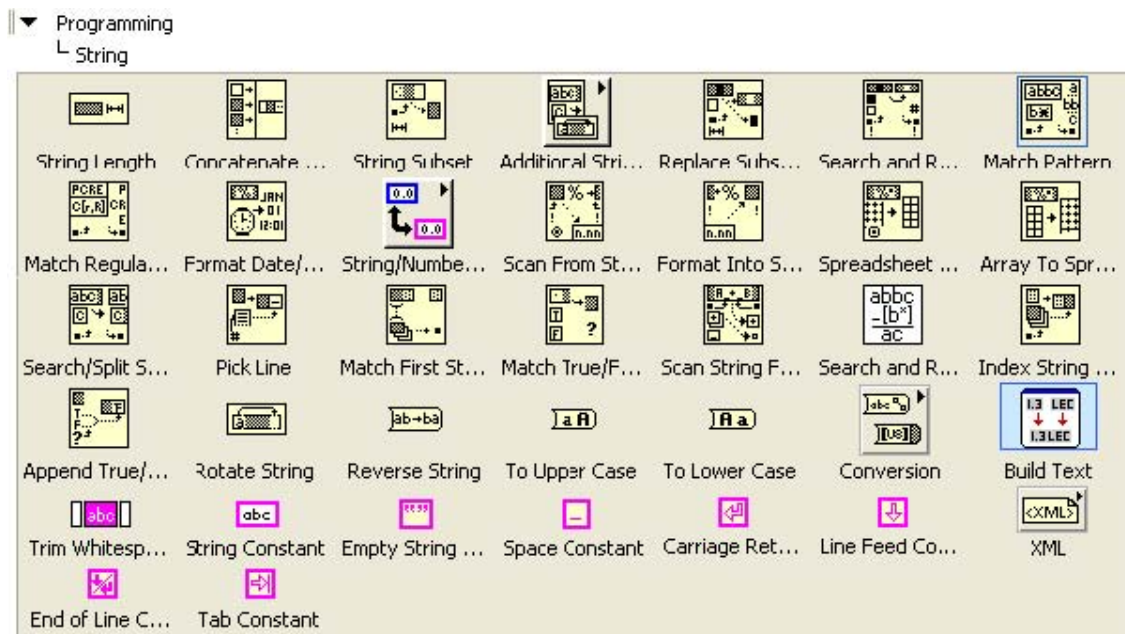 Programming
String
String Length Concatenate ... String Subset Additional Stri... Replace Subs... Search and R... Match Pattern
Match Regula... Format Date/... String/Numbe... Scan From St... Format Into S... Spreadsheet ... Array To Spr...
Search/Split S... Pick Line Match First St... Match True/F... Scan String F... Search and R... Index String ...
Append True/... Rotate String Reverse String To Upper Case To Lower Case Conversion Build Text
Trim Whitesp... String Constant Empty String ... Space Constant Carriage Ret... Line Feed Co... XML
End of Line C... Tab Constant